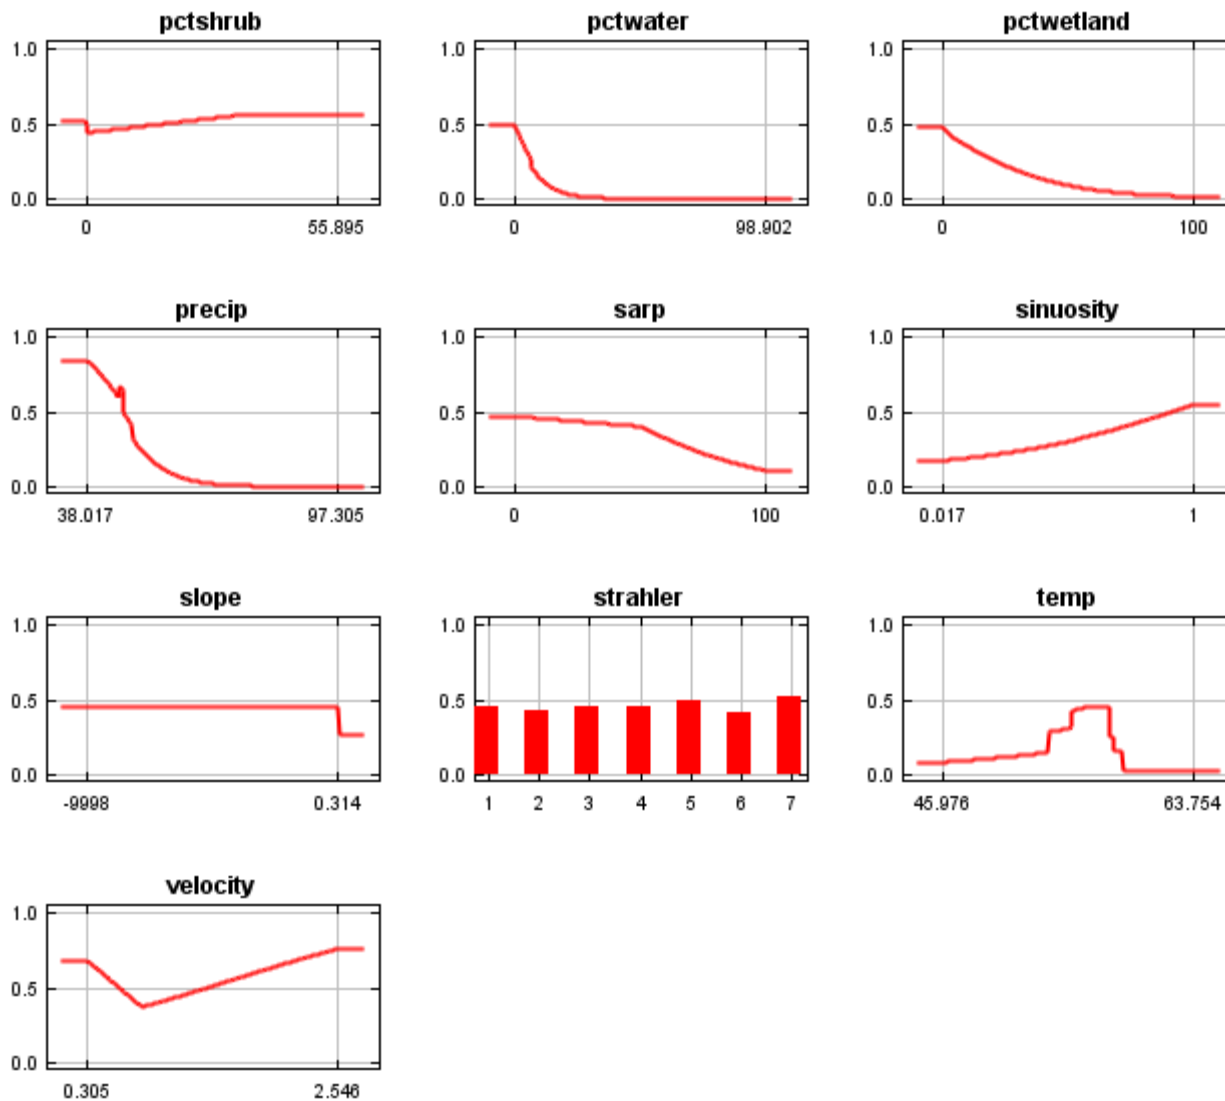 pctshrub pctwater pctwetland
1.0 1.0 1.0
0.5 0.5 0.5
0.0 0.0 0.0
0 55.895 0 98.902 0 100
precip sarp sinuosity
1.0 1.0 1.0
0.5 0.5 0.5
0.0 0.0 0.0
38.017 97.305 0 100 0.017 1
slope strahler temp
1.0 1.0 1.0
0.5 0.5 0.5
0.0 0.0 0.0
-9998 0.314 1 2 3 4 5 6 7 45.976 63.754
velocity
1.0
0.5
0.0
0.305 2.546